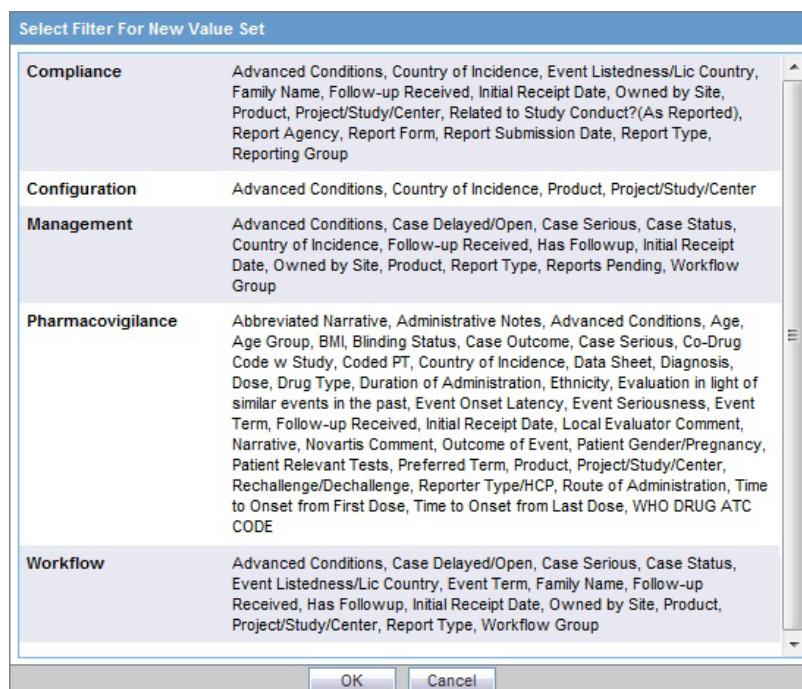 Select Filter For New Value Set
Compliance Advanced Conditions, Country of Incidence, Event Listedness/Lic Country,
Family Name, Follow-up Received, Initial Receipt Date, Owned by Site,
Product, Project/Study/Center, Related to Study Conduct?(As Reported),
Report Agency, Report Form, Report Submission Date, Report Type,
Reporting Group
Configuration Advanced Conditions, Country of Incidence, Product, Project/Study/Center
Management Advanced Conditions, Case Delayed/Open, Case Serious, Case Status,
Country of Incidence, Follow-up Received, Has Followup, Initial Receipt
Date, Owned by Site, Product, Report Type, Reports Pending, Workflow
Group
Pharmacovigilance Abbreviated Narrative, Administrative Notes, Advanced Conditions, Age,
Age Group, BMI, Blinding Status, Case Outcome, Case Serious, Co-Drug
Code w Study, Coded PT, Country of Incidence, Data Sheet, Diagnosis,
Dose, Drug Type, Duration of Administration, Ethnicity, Evaluation in light of
similar events in the past, Event Onset Latency, Event Seriousness, Event
Term, Follow-up Received, Initial Receipt Date, Local Evaluator Comment,
Narrative, Novartis Comment, Outcome of Event, Patient Gender/Pregnancy,
Patient Relevant Tests, Preferred Term, Product, Project/Study/Center,
Rechallenge/Dechallenge, Reporter Type/HCP, Route of Administration, Time
to Onset from First Dose, Time to Onset from Last Dose, WHO DRUG ATC
CODE
Workflow Advanced Conditions, Case Delayed/Open, Case Serious, Case Status,
Event Listedness/Lic Country, Event Term, Family Name, Follow-up
Received, Has Followup, Initial Receipt Date, Owned by Site, Product,
Project/Study/Center, Report Type, Workflow Group
OK Cancel